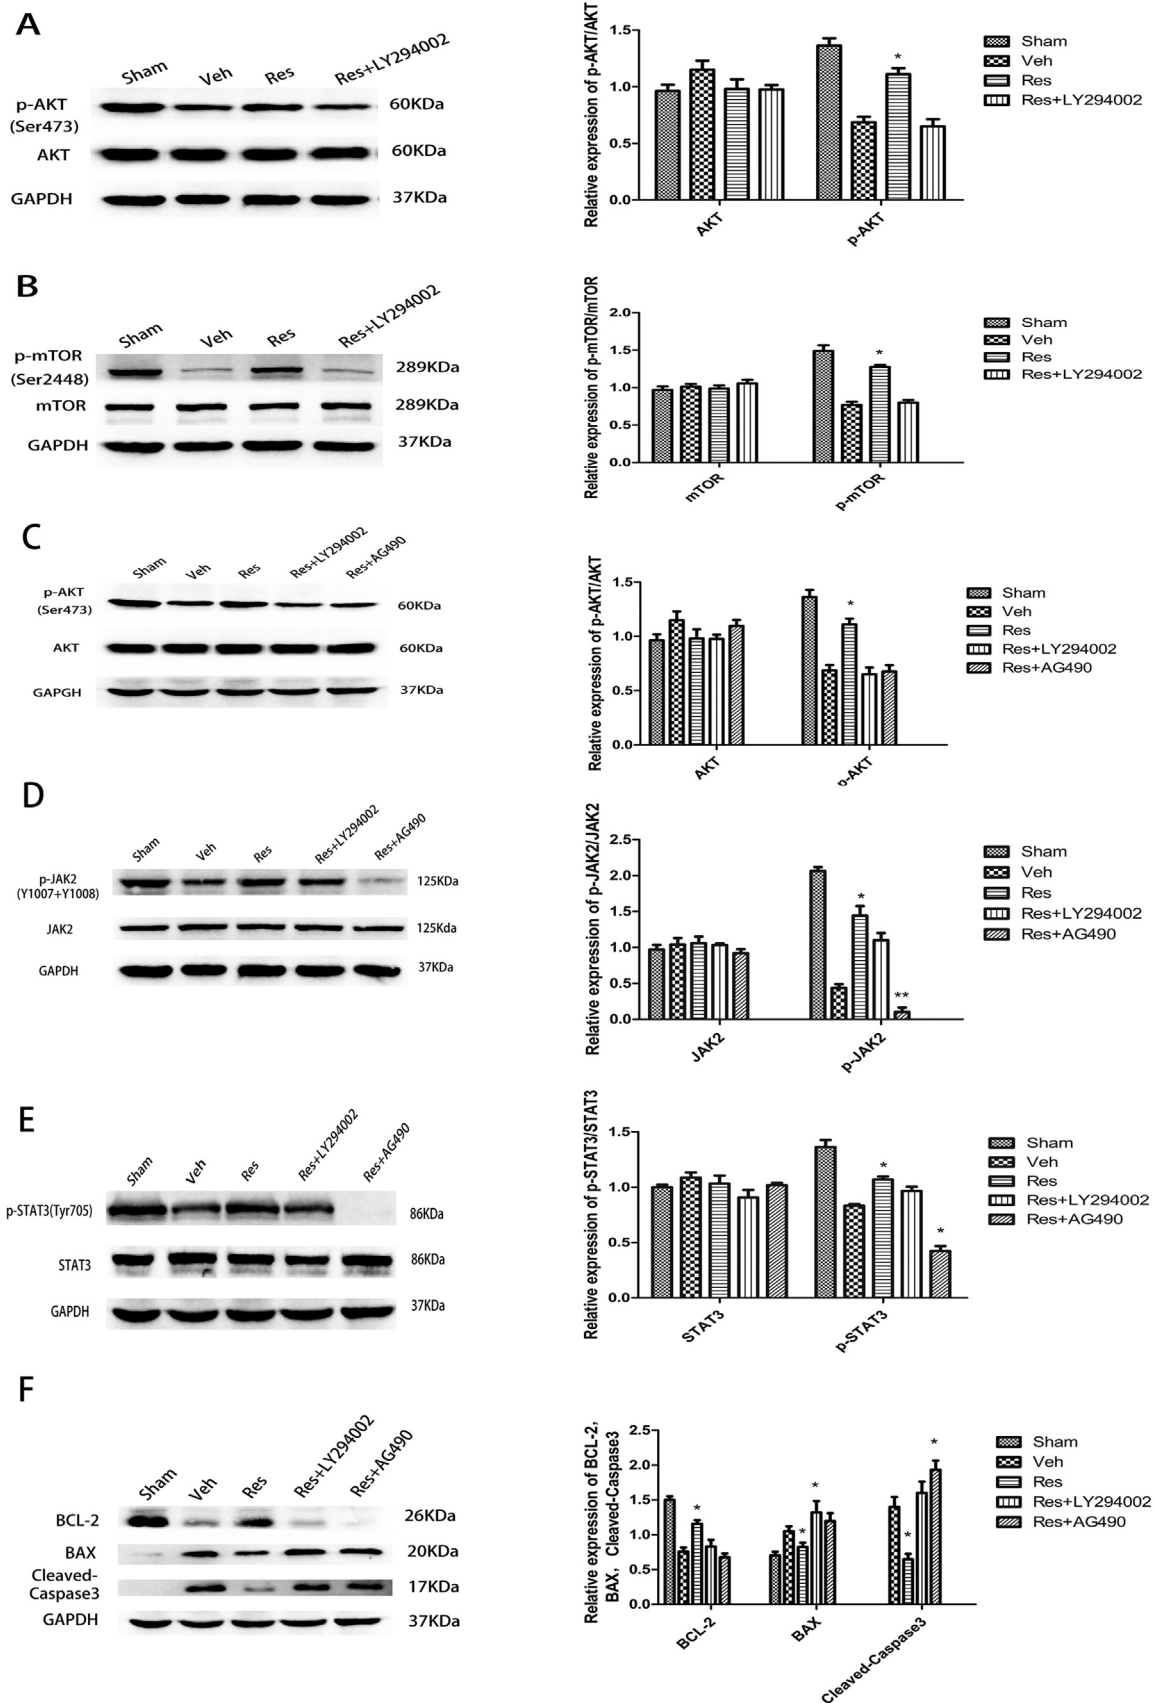 A
Sham Veh Res Res+LY294002
p-AKT
(Ser473)
60KDa
AKT 60KDa
GAPDH 37KDa
Relative expression of p-AKT/AKT
1.5
1.0
0.5
0.0
AKT p-AKT
*
Sham
Veh
Res
Res+LY294002
B
Sham Veh Res Res+LY294002
p-mTOR
(Ser2448)
289KDa
mTOR 289KDa
GAPDH 37KDa
Relative expression of p-mTOR/mTOR
2.0
1.5
1.0
0.5
0.0
mTOR p-mTOR
*
Sham
Veh
Res
Res+LY294002
C
Sham Veh Res Res+LY294002 Res+AG490
p-AKT
(Ser473)
60KDa
AKT 60KDa
GAPGH 37KDa
Relative expression of p-AKT/AKT
1.5
1.0
0.5
0.0
AKT p-AKT
*
Sham
Veh
Res
Res+LY294002
Res+AG490
D
Sham Veh Res Res+LY294002 Res+AG490
p-JAK2
(Y1007+Y1008)
125KDa
JAK2 125Kda
GAPDH 37KDa
Relative expression of p-JAK2/JAK2
2.5
2.0
1.5
1.0
0.5
0.0
JAK2 p-JAK2
*
**
Sham
Veh
Res
Res+LY294002
Res+AG490
E
Sham Veh Res Res+LY294002 Res+AG490
p-STAT3(Tyr705) 86KDa
STAT3 86KDa
GAPDH 37KDa
Relative expression of p-STAT3/STAT3
1.5
1.0
0.5
0.0
STAT3 p-STAT3
*
*
Sham
Veh
Res
Res+LY294002
Res+AG490
F
Sham Veh Res Res+LY294002 Res+AG490
BCL-2 26KDa
BAX 20KDa
Cleaved-
Caspase3
17KDa
GAPDH 37KDa
Relative expression of BCL-2,
BAX, Cleaved-Caspase3
2.5
2.0
1.5
1.0
0.5
0.0
BCL-2 BAX Cleaved-Caspase3
*
*
*
*
*
Sham
Veh
Res
Res+LY294002
Res+AG490